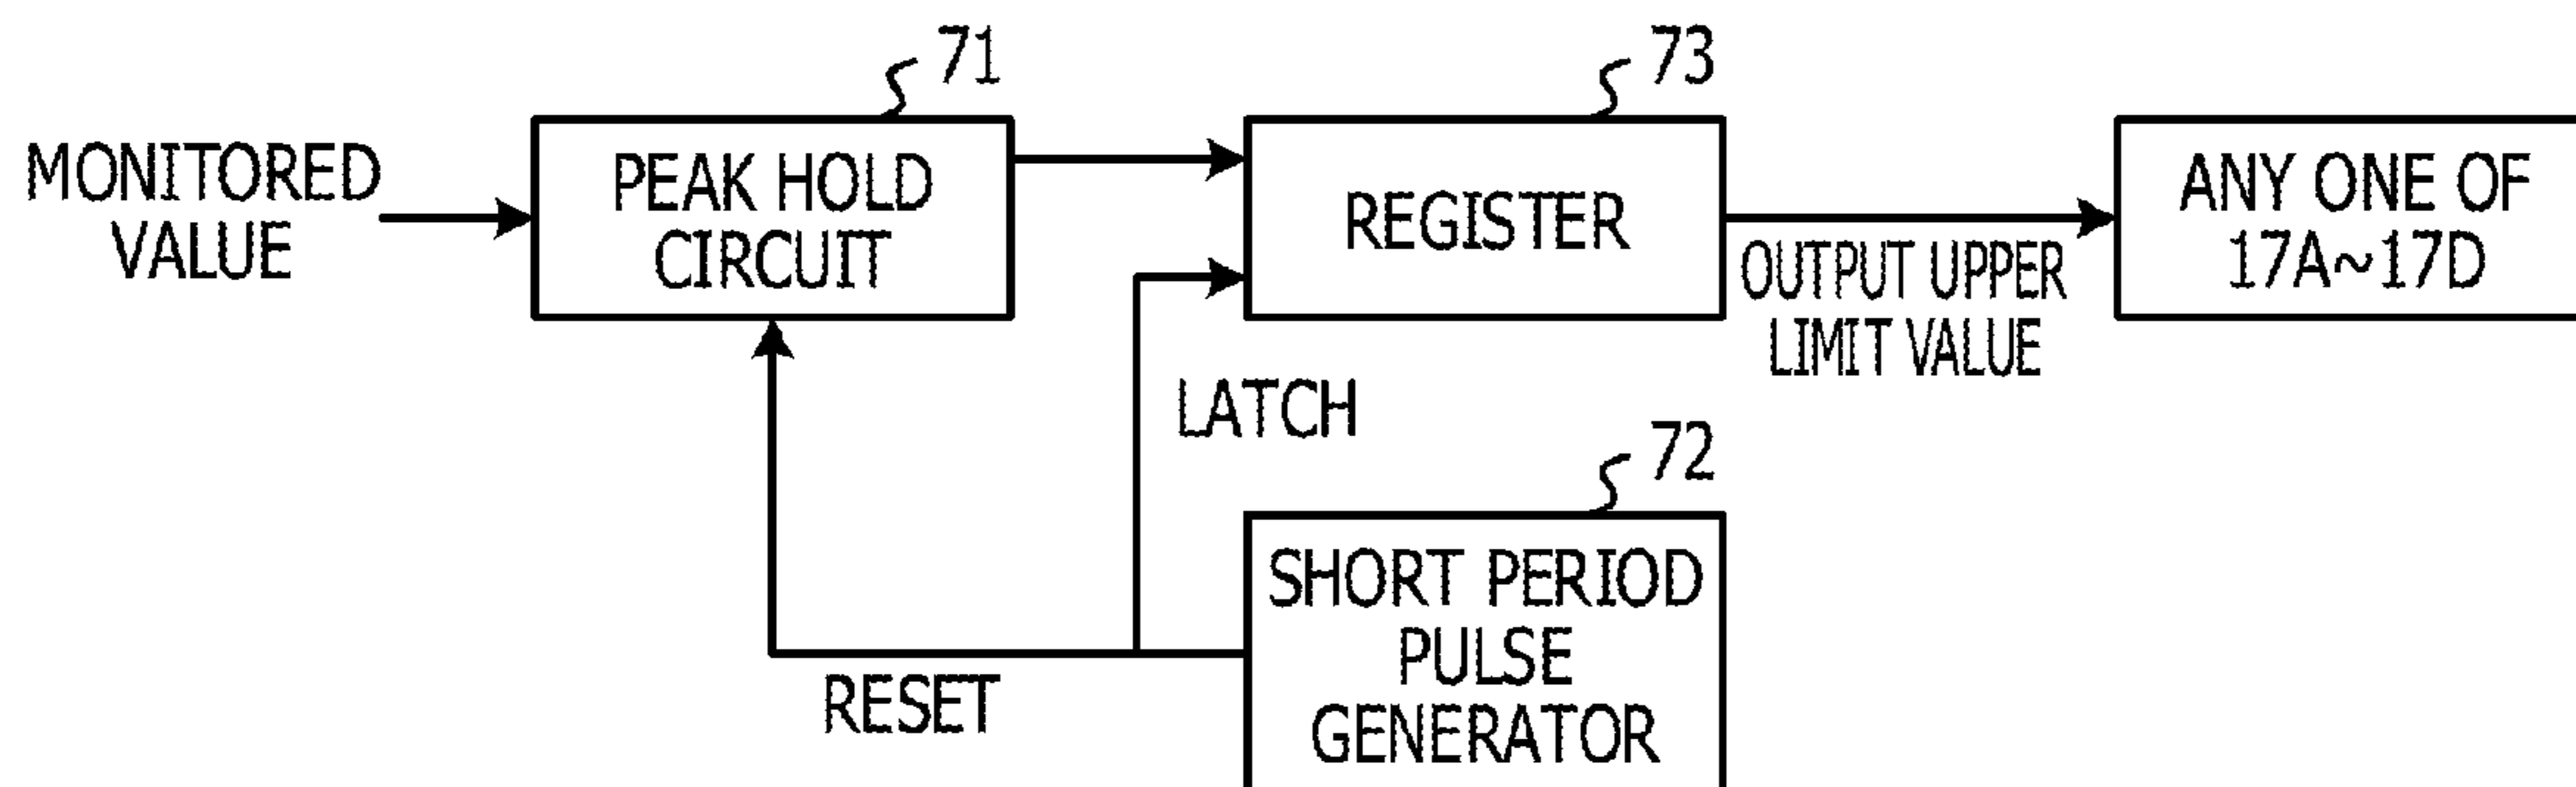 71
73
MONITORED
VALUE
PEAK HOLD
CIRCUIT
REGISTER
OUTPUT UPPER
LIMIT VALUE
ANY ONE OF
17A~17D
LATCH
72
SHORT PERIOD
PULSE
GENERATOR
RESET